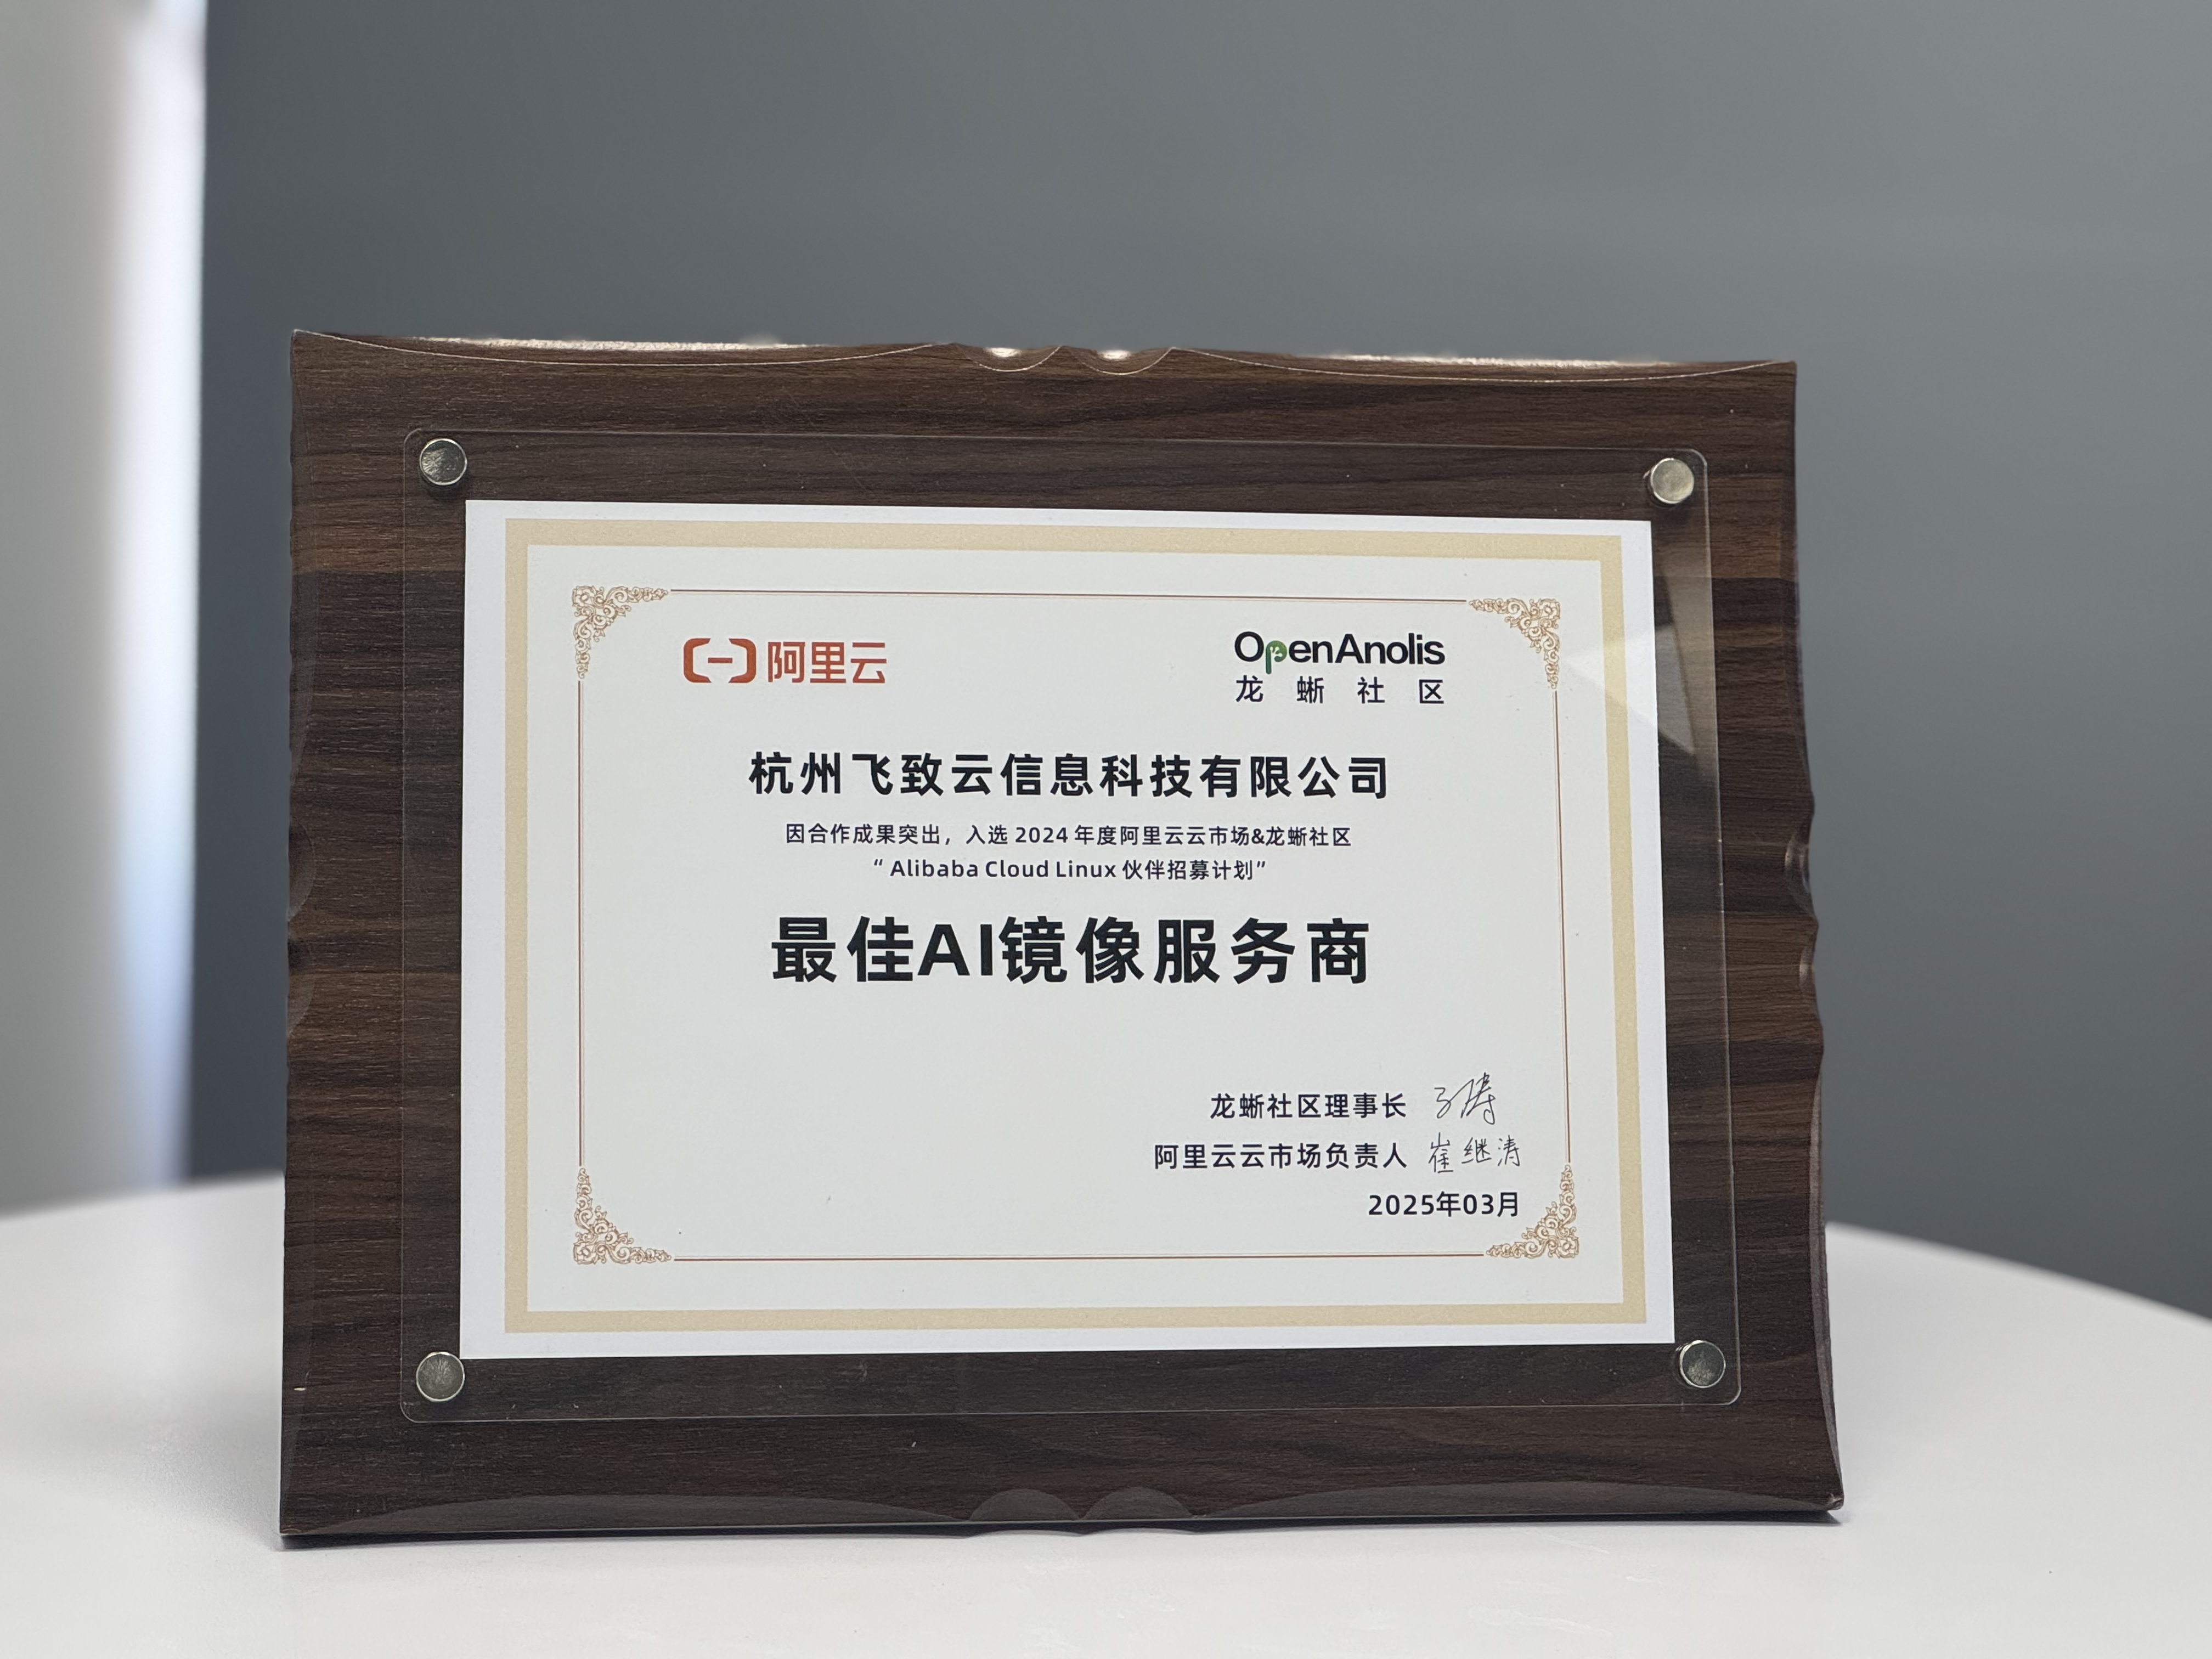 阿里云
OpenAnolis
龙蜥社区
杭州飞致云信息科技有限公司
因合作成果突出，入选 2024 年度阿里云云市场&龙蜥社区
“ Alibaba Cloud Linux 伙伴招募计划”
最佳AI镜像服务商
龙蜥社区理事长
阿里云云市场负责人 崔继涛
2025年03月